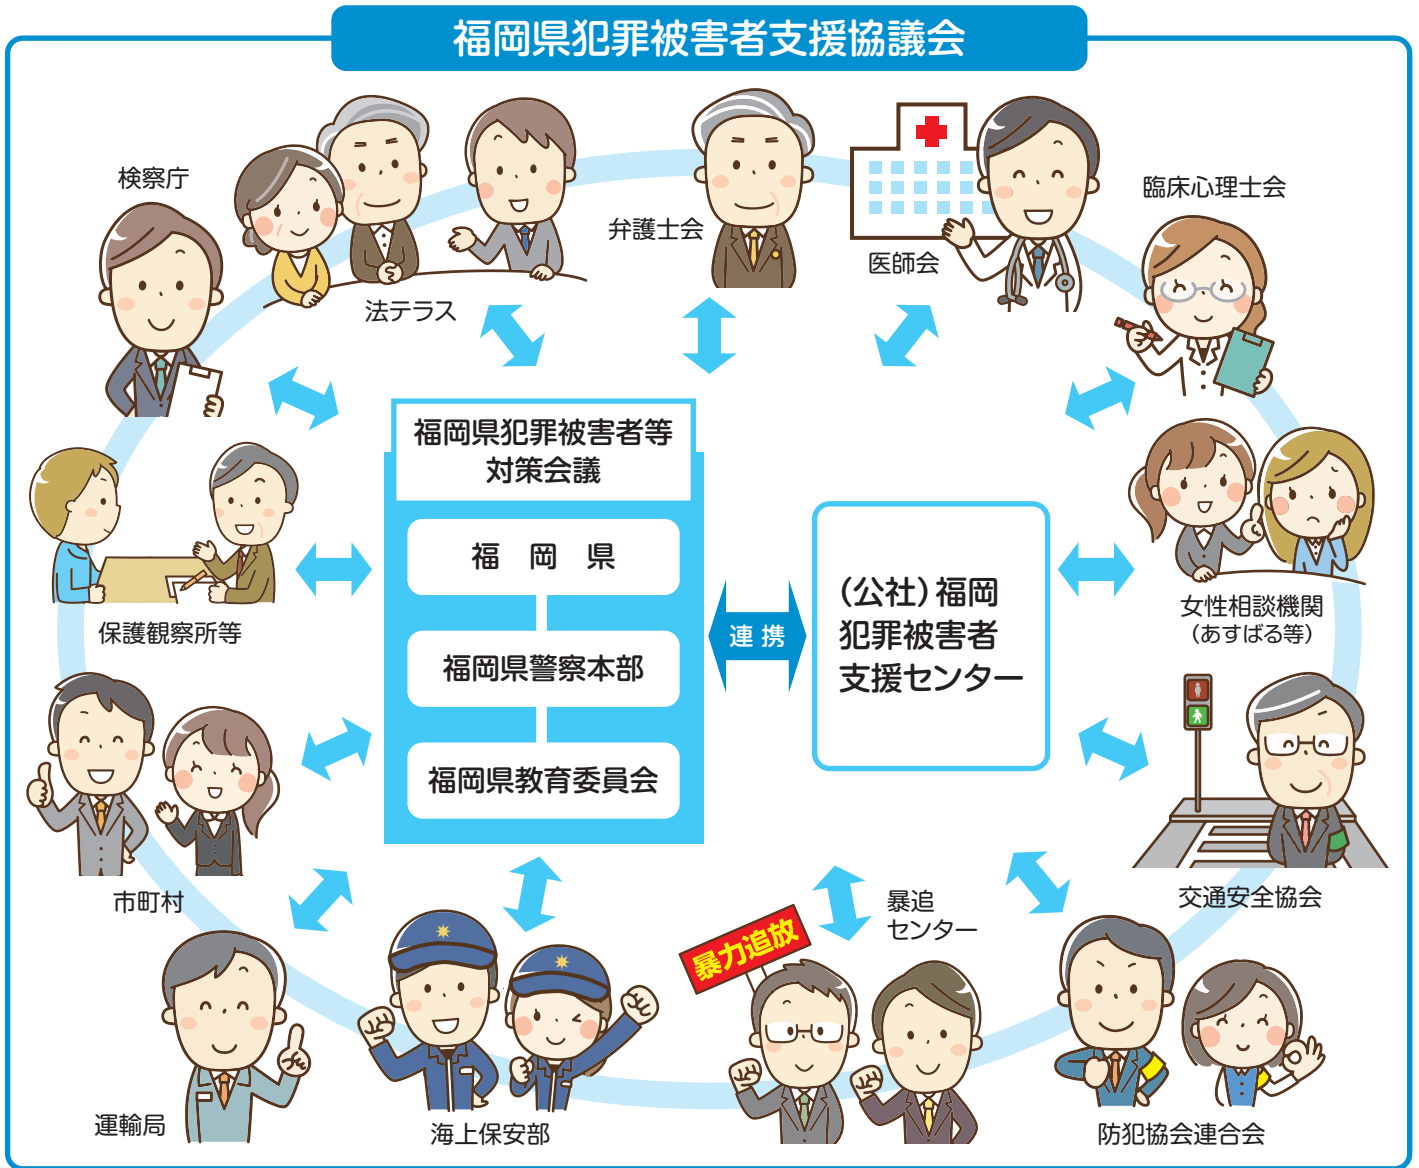 福岡県犯罪被害者支援協議会
検察庁
法テラス
弁護士会
医師会
臨床心理士会
福岡県犯罪被害者等
対策会議
福岡県
福岡県警察本部
福岡県教育委員会
連携
(公社)福岡
犯罪被害者
支援センター
保護観察所等
女性相談機関
(あすばる等)
市町村
交通安全協会
暴追
センター
暴力追放
運輸局
海上保安部
防犯協会連合会